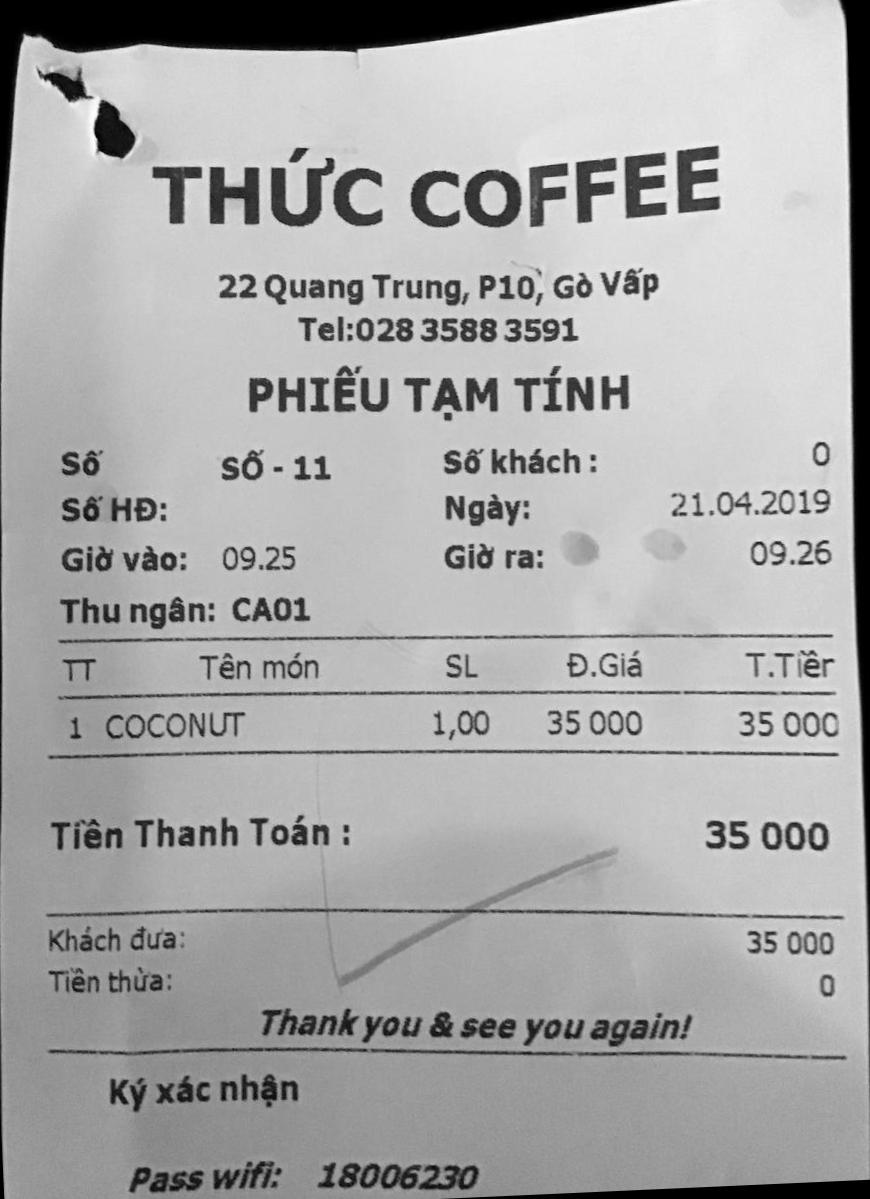 THỨC COFFEE
22 Quang Trung, P10, Gò Vấp
Tel:028 3588 3591
PHIẾU TẠM TÍNH
Số SỐ - 11 Số khách : 0
Số HĐ: Ngày: 21.04.2019
Giờ vào: 09.25 Giờ ra: 09.26
Thu ngân: CA01
TT Tên món SL Đ.Giá T.Tiền
1 COCONUT 1,00 35 000 35 000
Tiền Thanh Toán : 35 000
Khách đưa: 35 000
Tiền thừa: 0
Thank you & see you again!
Ký xác nhận
Pass wifi: 18006230